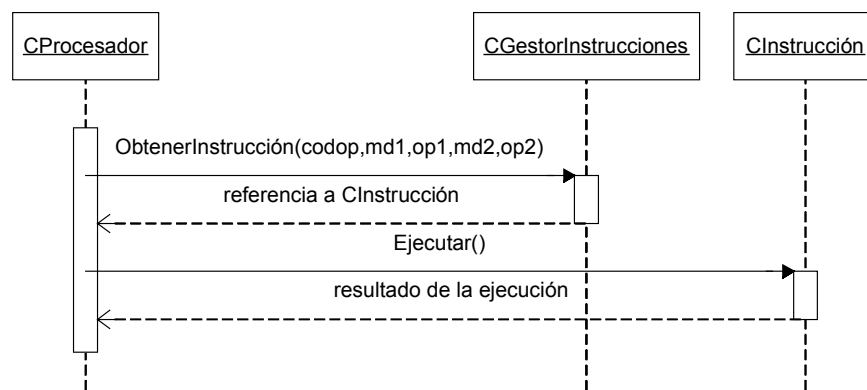 CProcesador
CGestorInstrucciones
CInstrucción
ObtenerInstrucción(codop,md1,op1,md2,op2)
referencia a CInstrucción
Ejecutar()
resultado de la ejecución